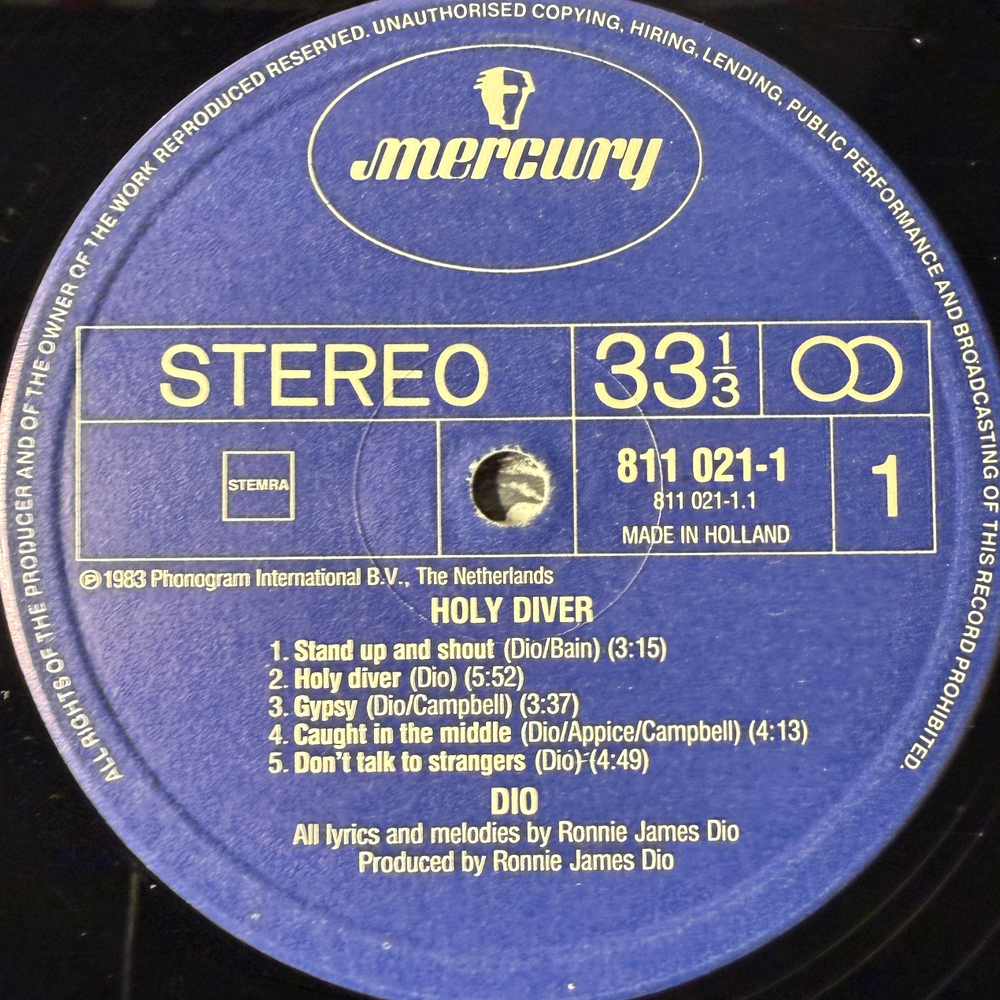 ALL RIGHTS OF THE PRODUCER AND OF THE OWNER OF THE WORK REPRODUCED RESERVED. UNAUTHORISED COPYING, HIRING, LENDING, PUBLIC PERFORMANCE AND BROADCASTING OF THIS RECORD PROHIBITED.
mercury
STEREO
33 1/3
STEMRA
811 021-1
811 021-1.1
MADE IN HOLLAND
1
℗ 1983 Phonogram International B.V., The Netherlands
HOLY DIVER
1. Stand up and shout (Dio/Bain) (3:15)
2. Holy diver (Dio) (5:52)
3. Gypsy (Dio/Campbell) (3:37)
4. Caught in the middle (Dio/Appice/Campbell) (4:13)
5. Don't talk to strangers (Dio) (4:49)
DIO
All lyrics and melodies by Ronnie James Dio
Produced by Ronnie James Dio